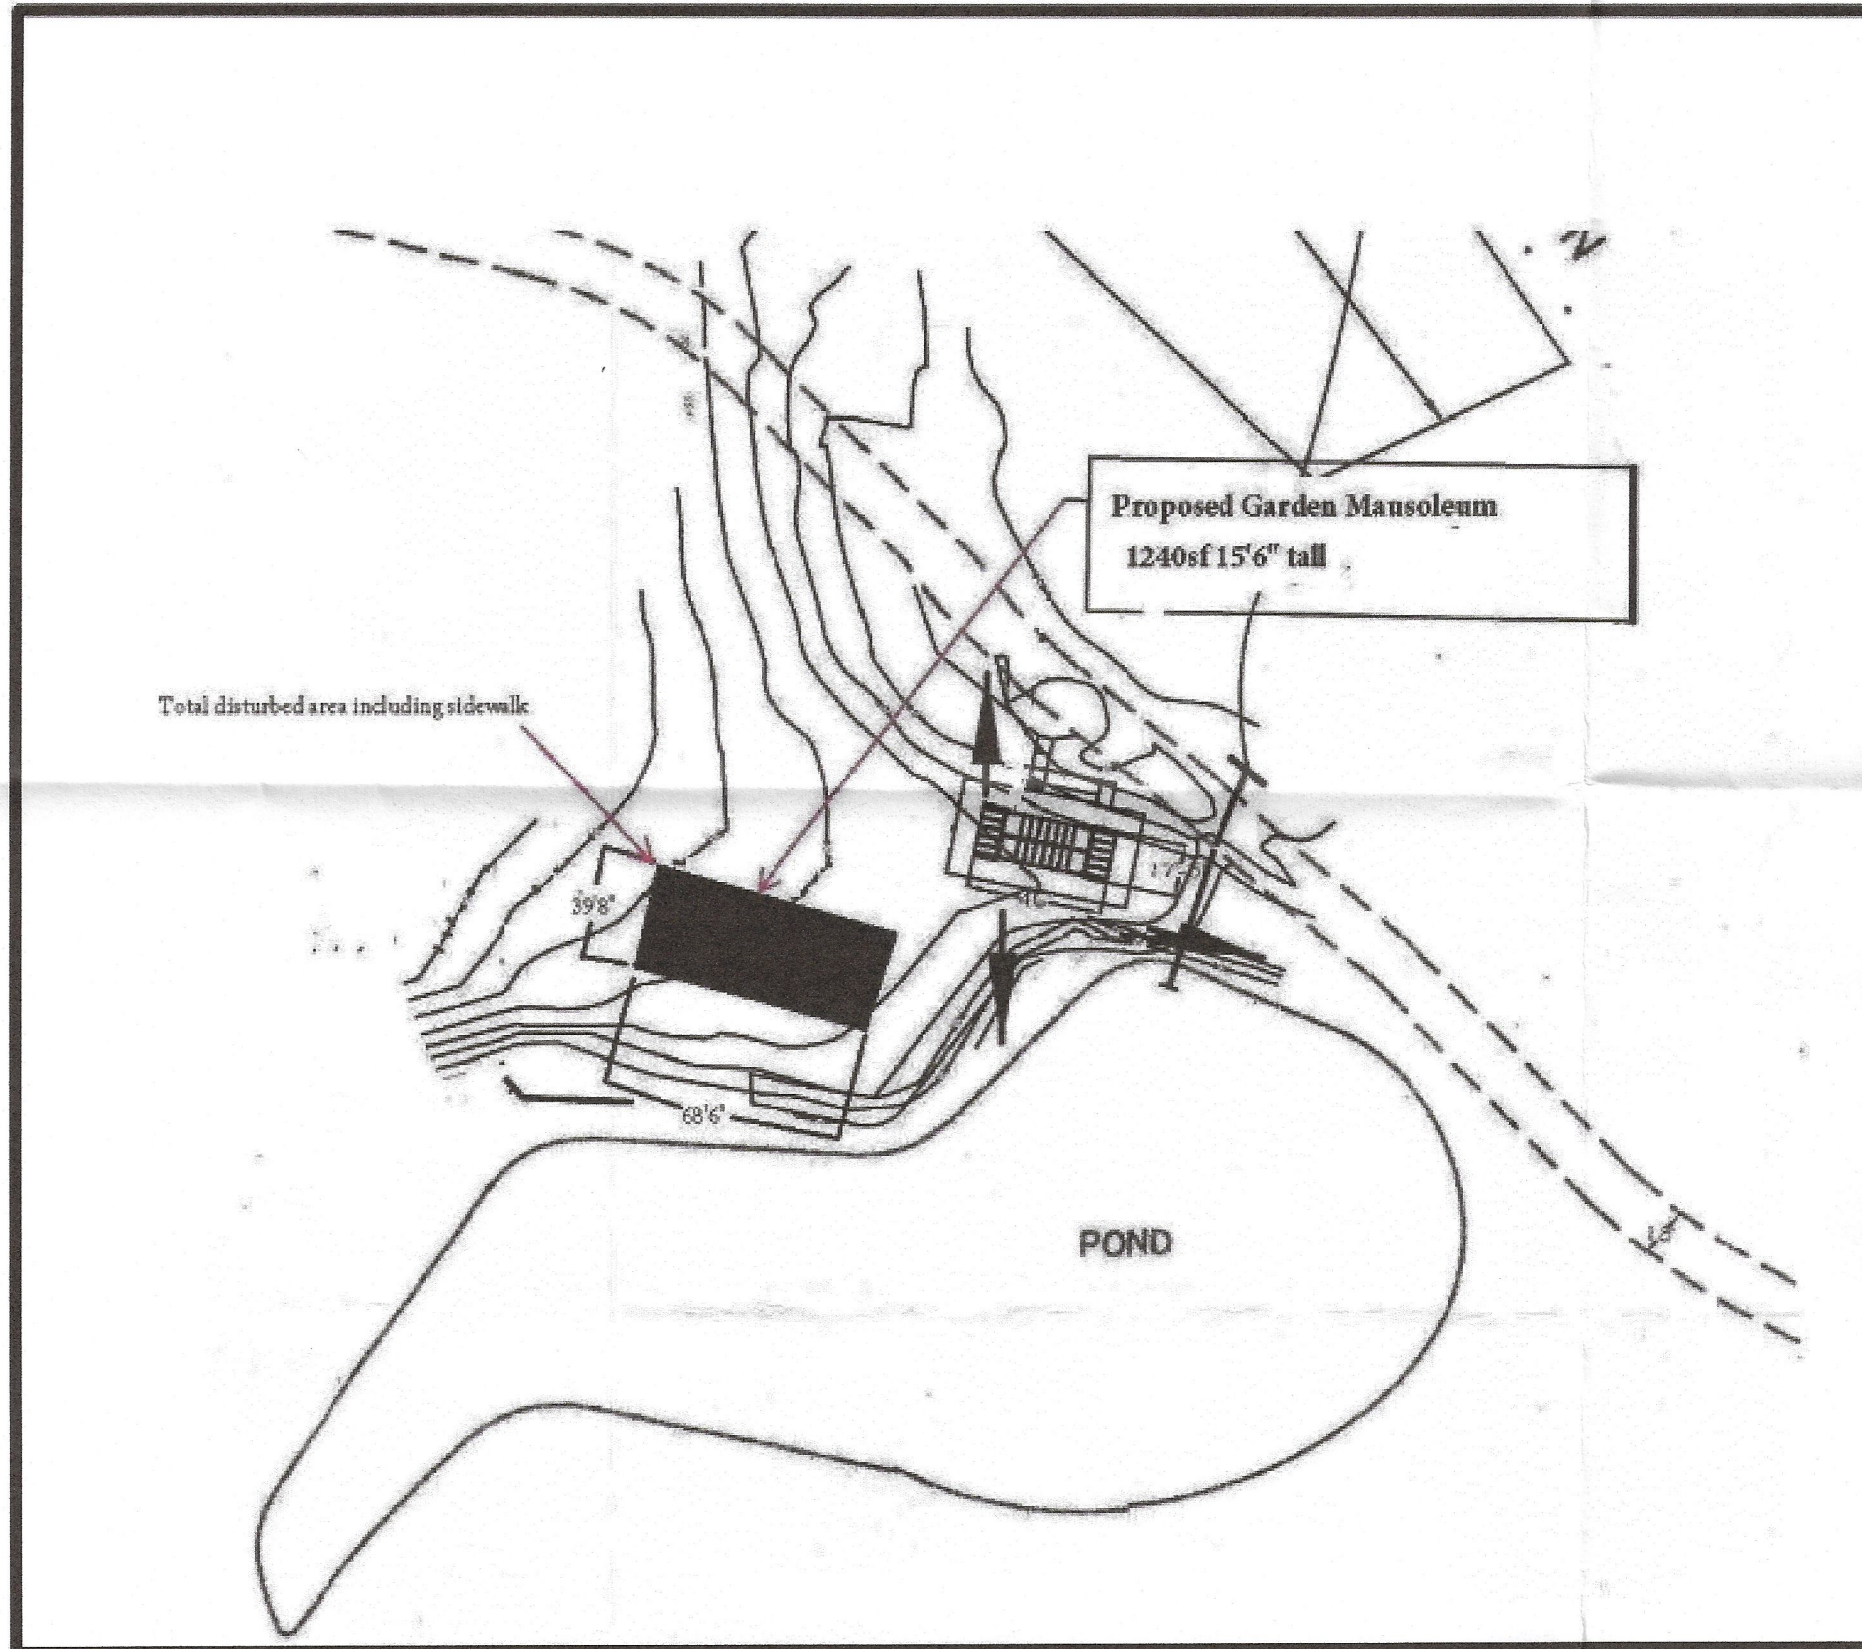 Proposed Garden Mausoleum
1240sf 15'6" tall
Total disturbed area including sidewalk
39'8"
68'6"
POND